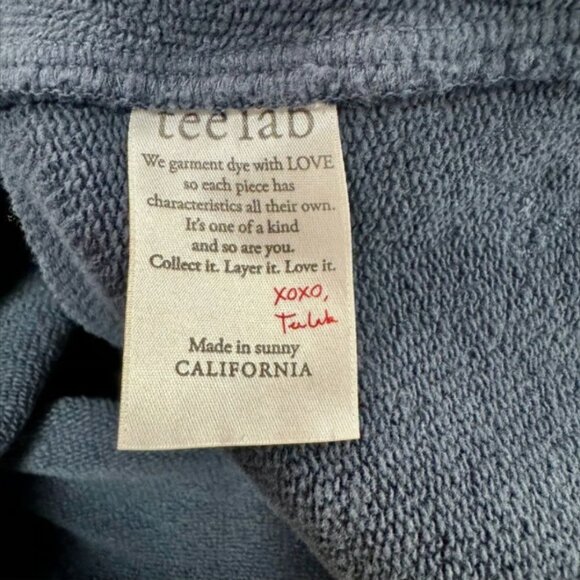 tee lab
We garment dye with LOVE
so each piece has
characteristics all their own.
It's one of a kind
and so are you.
Collect it. Layer it. Love it.
XOXO,
TeeLab
Made in sunny
CALIFORNIA